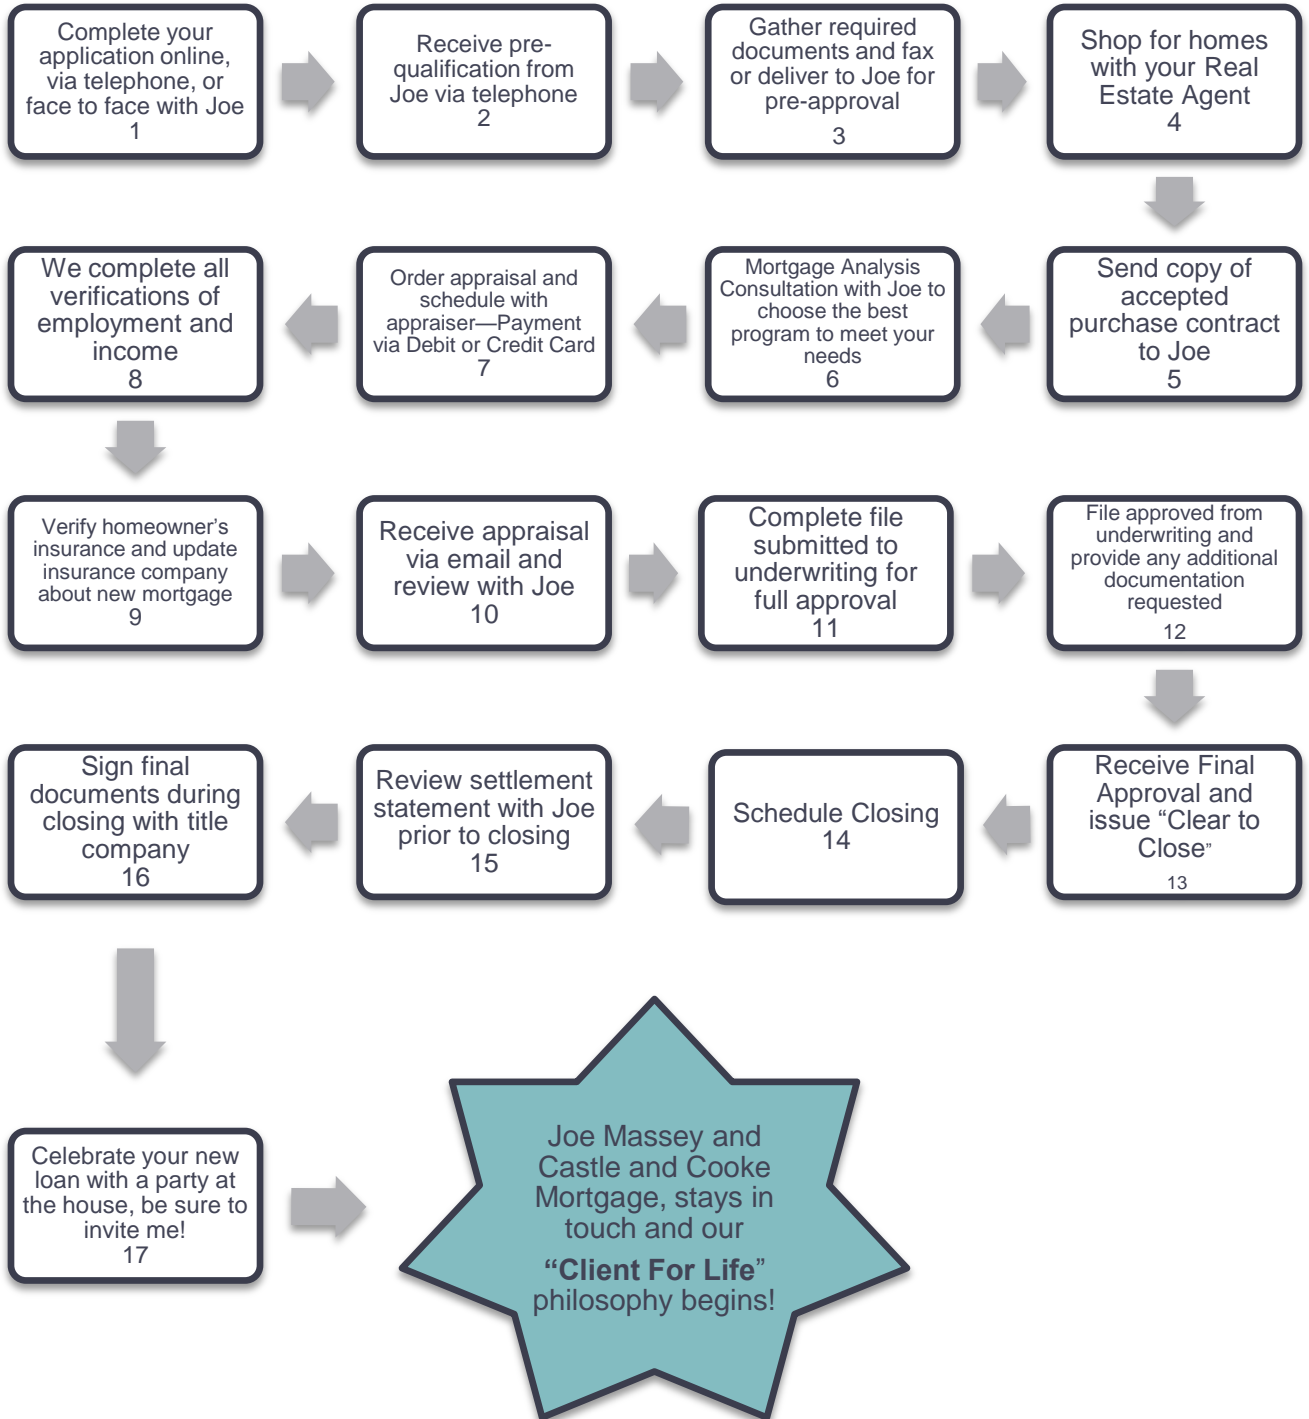 Complete your
application online,
via telephone, or
face to face with Joe
1
Receive pre-
qualification from
Joe via telephone
2
Gather required
documents and fax
or deliver to Joe for
pre-approval
3
Shop for homes
with your Real
Estate Agent
4
Send copy of
accepted
purchase contract
to Joe
5
Mortgage Analysis
Consultation with Joe to
choose the best
program to meet your
needs
6
Order appraisal and
schedule with
appraiser—Payment
via Debit or Credit Card
7
We complete all
verifications of
employment and
income
8
Verify homeowner’s
insurance and update
insurance company
about new mortgage
9
Receive appraisal
via email and
review with Joe
10
Complete file
submitted to
underwriting for
full approval
11
File approved from
underwriting and
provide any additional
documentation
requested
12
Receive Final
Approval and
issue “Clear to
Close”
13
Schedule Closing
14
Review settlement
statement with Joe
prior to closing
15
Sign final
documents during
closing with title
company
16
Celebrate your new
loan with a party at
the house, be sure to
invite me!
17
Joe Massey and
Castle and Cooke
Mortgage, stays in
touch and our
“Client For Life”
philosophy begins!